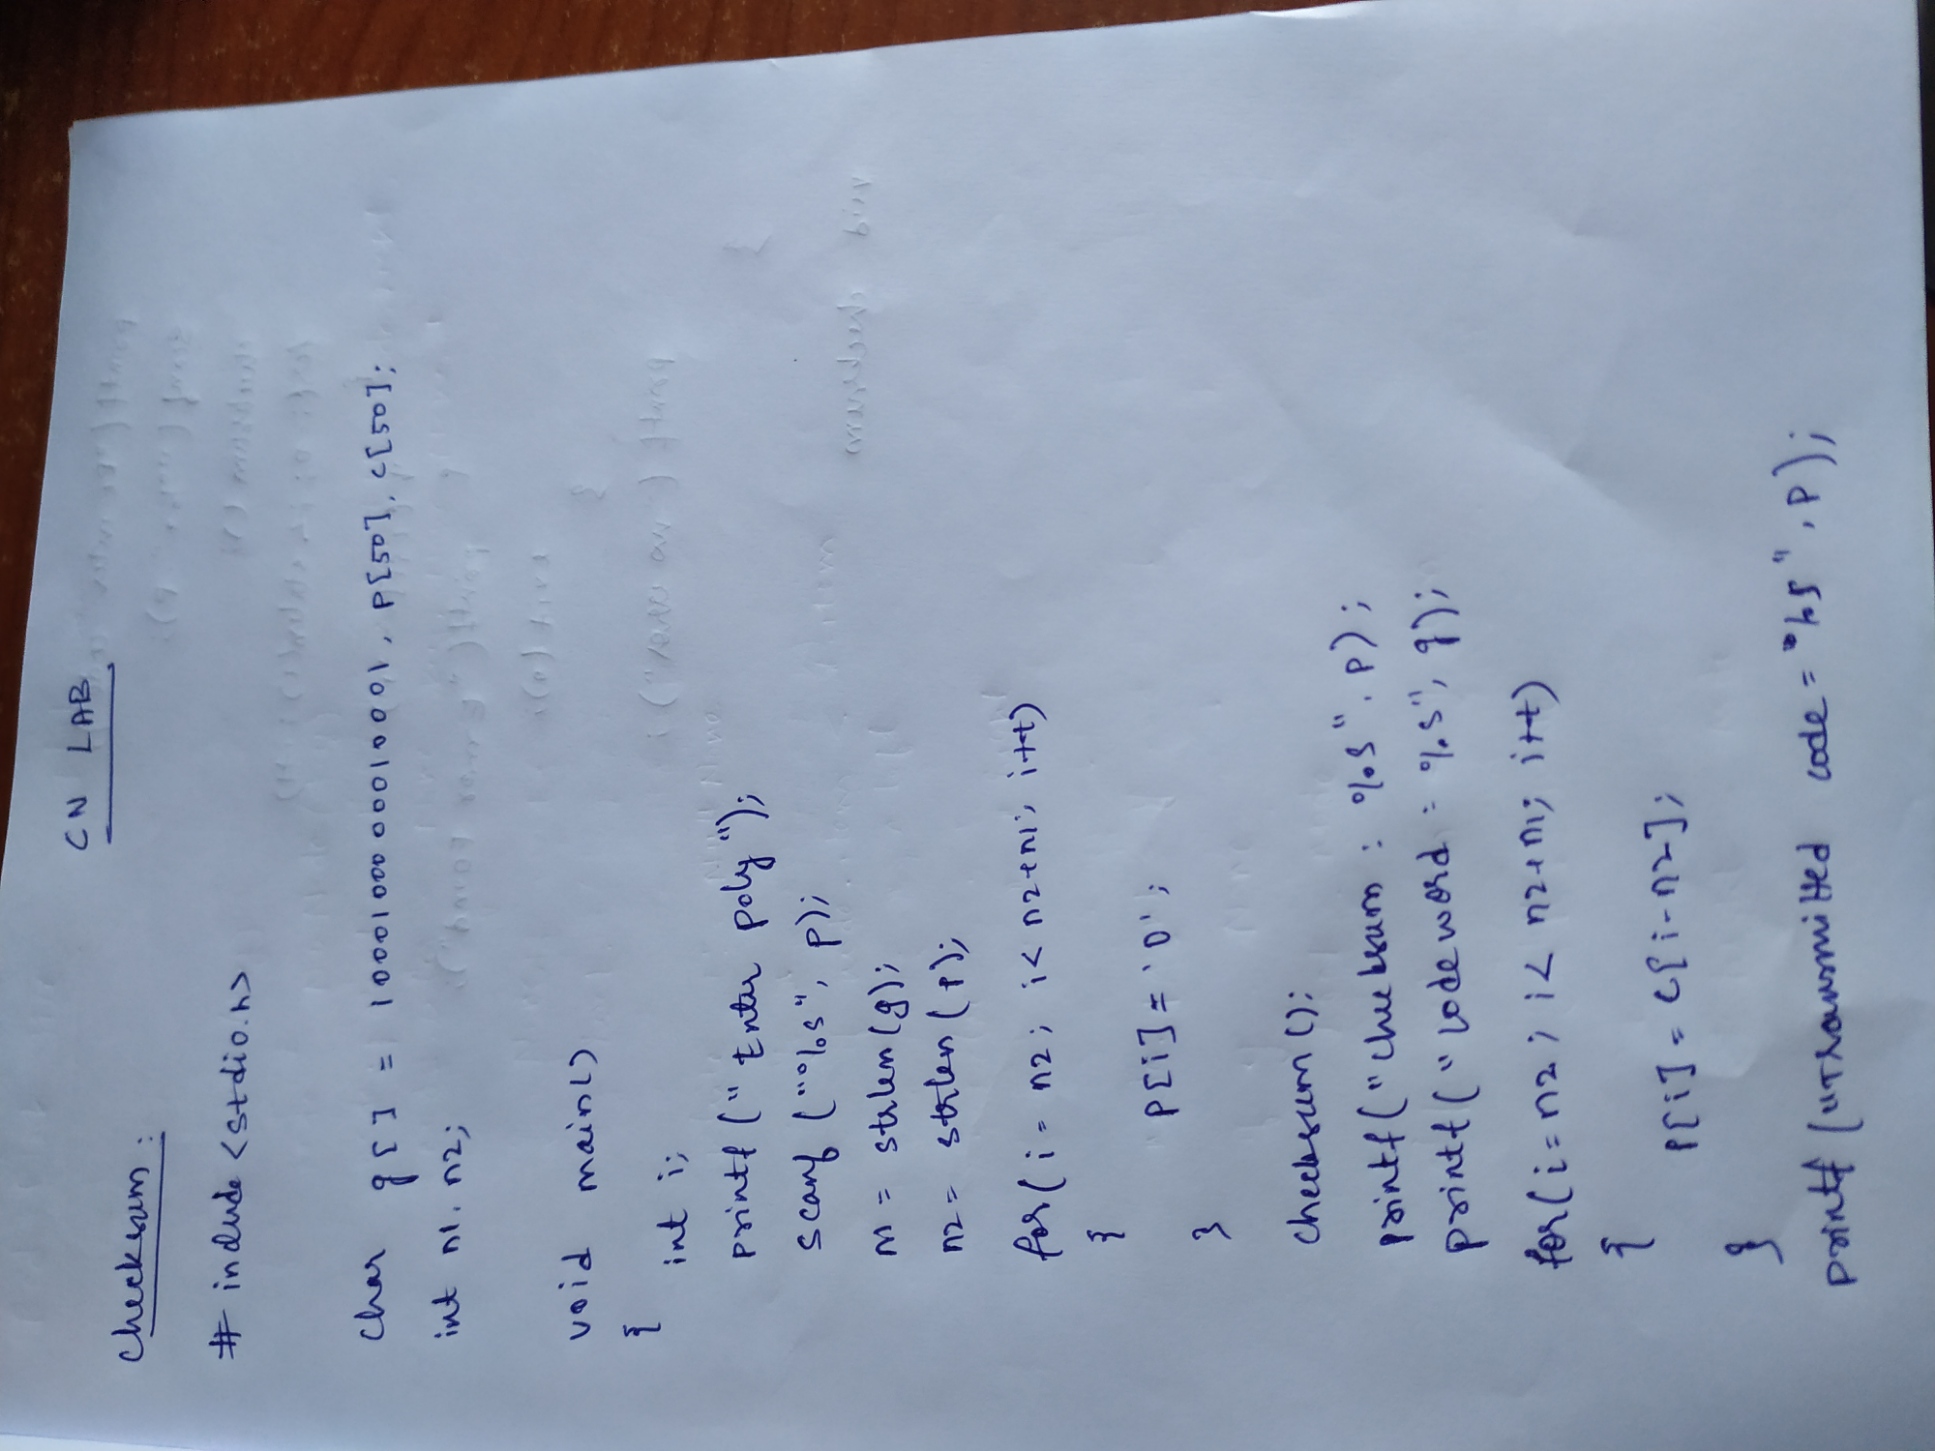 CN LAB
checksum :
# include <stdio.h>
char g[] = 10001000000010001, p[50], c[50];
int n1, n2;
void main()
{
int i;
printf (" Enter poly ");
scanf ("%s", p);
n1 = strlen(g);
n2 = strlen (p);
for( i = n2; i< n2+n1; i++)
{
p[i] = '0';
}
checksum ();
printf(" checksum : %s", p);
printf (" codeword : %s", g);
for(i=n2; i< n2+n1; i++)
{
p[i] = c[i-n2];
}
printf ("Transmitted code = %s", p);